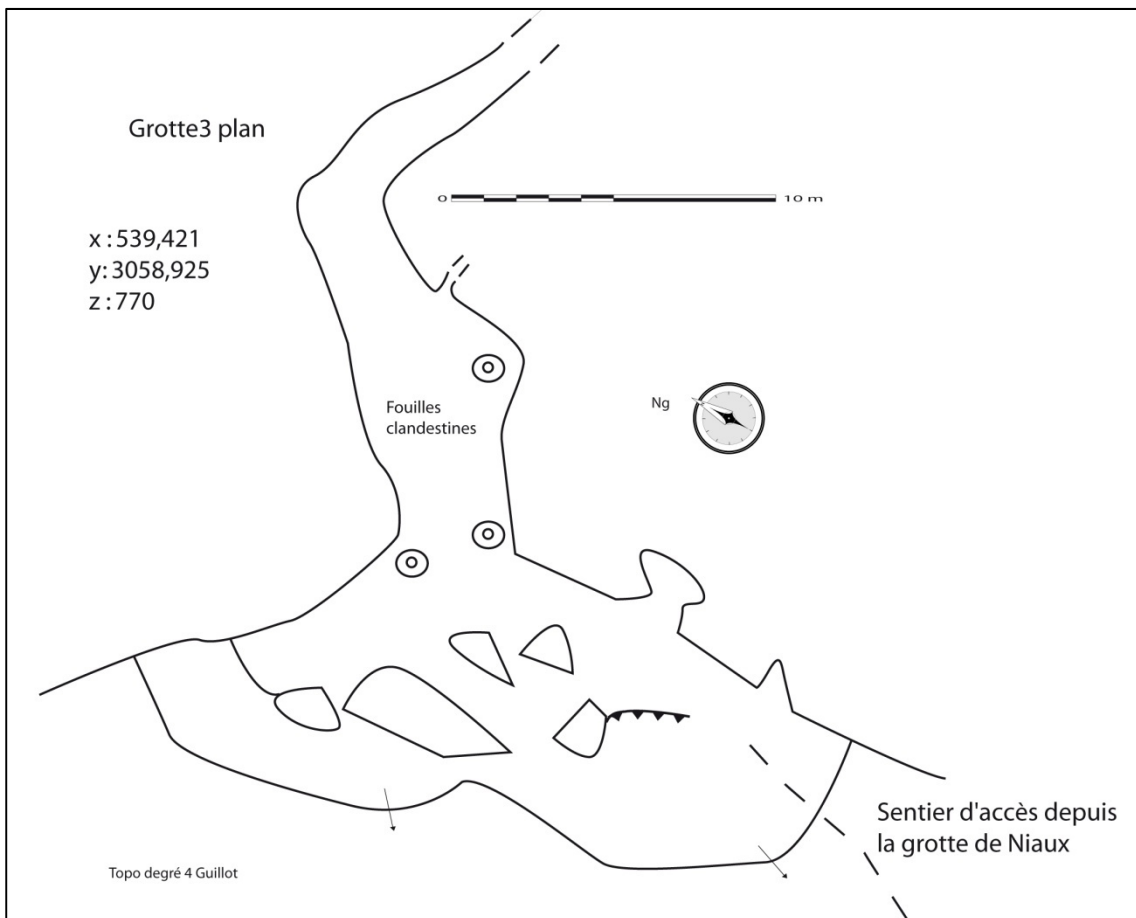 Grotte3 plan
0 10 m
x : 539,421
y: 3058,925
z : 770
Ng
Fouilles
clandestines
Sentier d'accès depuis
la grotte de Niaux
Topo degré 4 Guillot